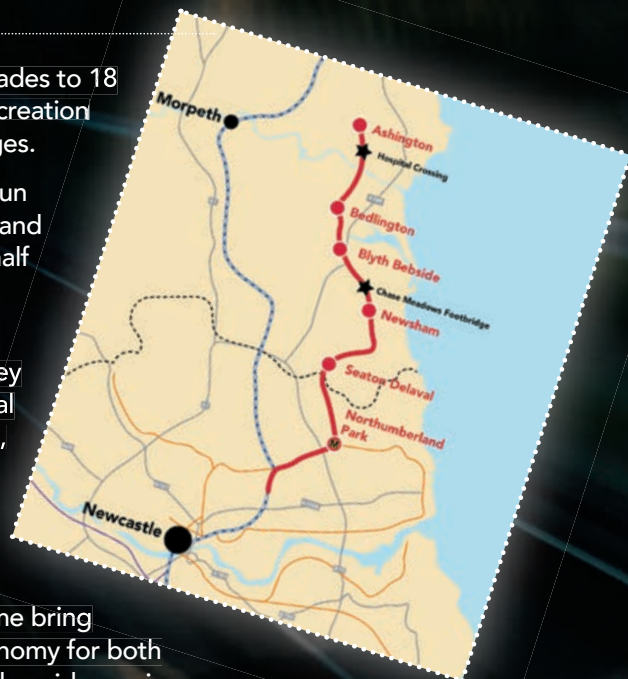 ades to 18
creation
ges.
un
and
half
ey
al
,
me bring
nomy for both
Morpeth
Ashington
Hospital Crossing
Bedlington
Blyth Bebside
Chase Meadows Footbridge
Newsham
Seaton Delaval
Northumberland
Park
Newcastle